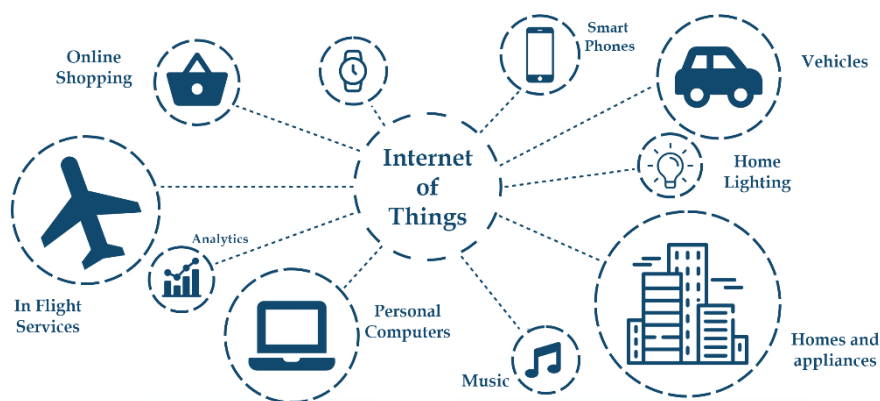 Online
Shopping
Smart
Phones
Vehicles
Internet
of
Things
Home
Lighting
Analytics
In Flight
Services
Personal
Computers
Music
Homes and
appliances